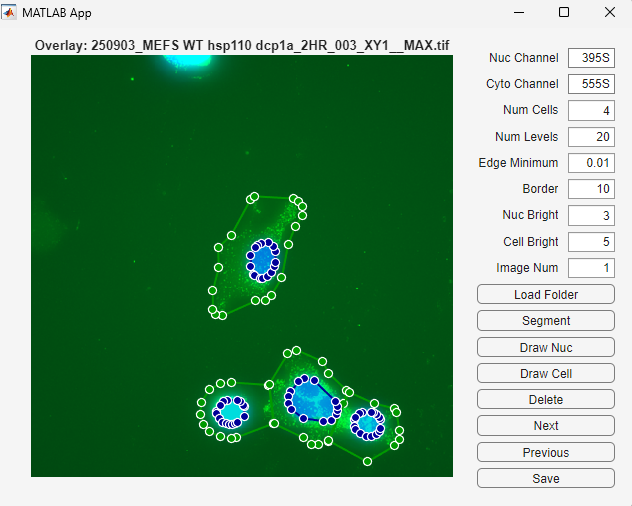 MATLAB App
Overlay: 250903_MEFS WT hsp110 dcp1a_2HR_003_XY1__MAX.tif
Nuc Channel 395S
Cyto Channel 555S
Num Cells 4
Num Levels 20
Edge Minimum 0.01
Border 10
Nuc Bright 3
Cell Bright 5
Image Num 1
Load Folder
Segment
Draw Nuc
Draw Cell
Delete
Next
Previous
Save